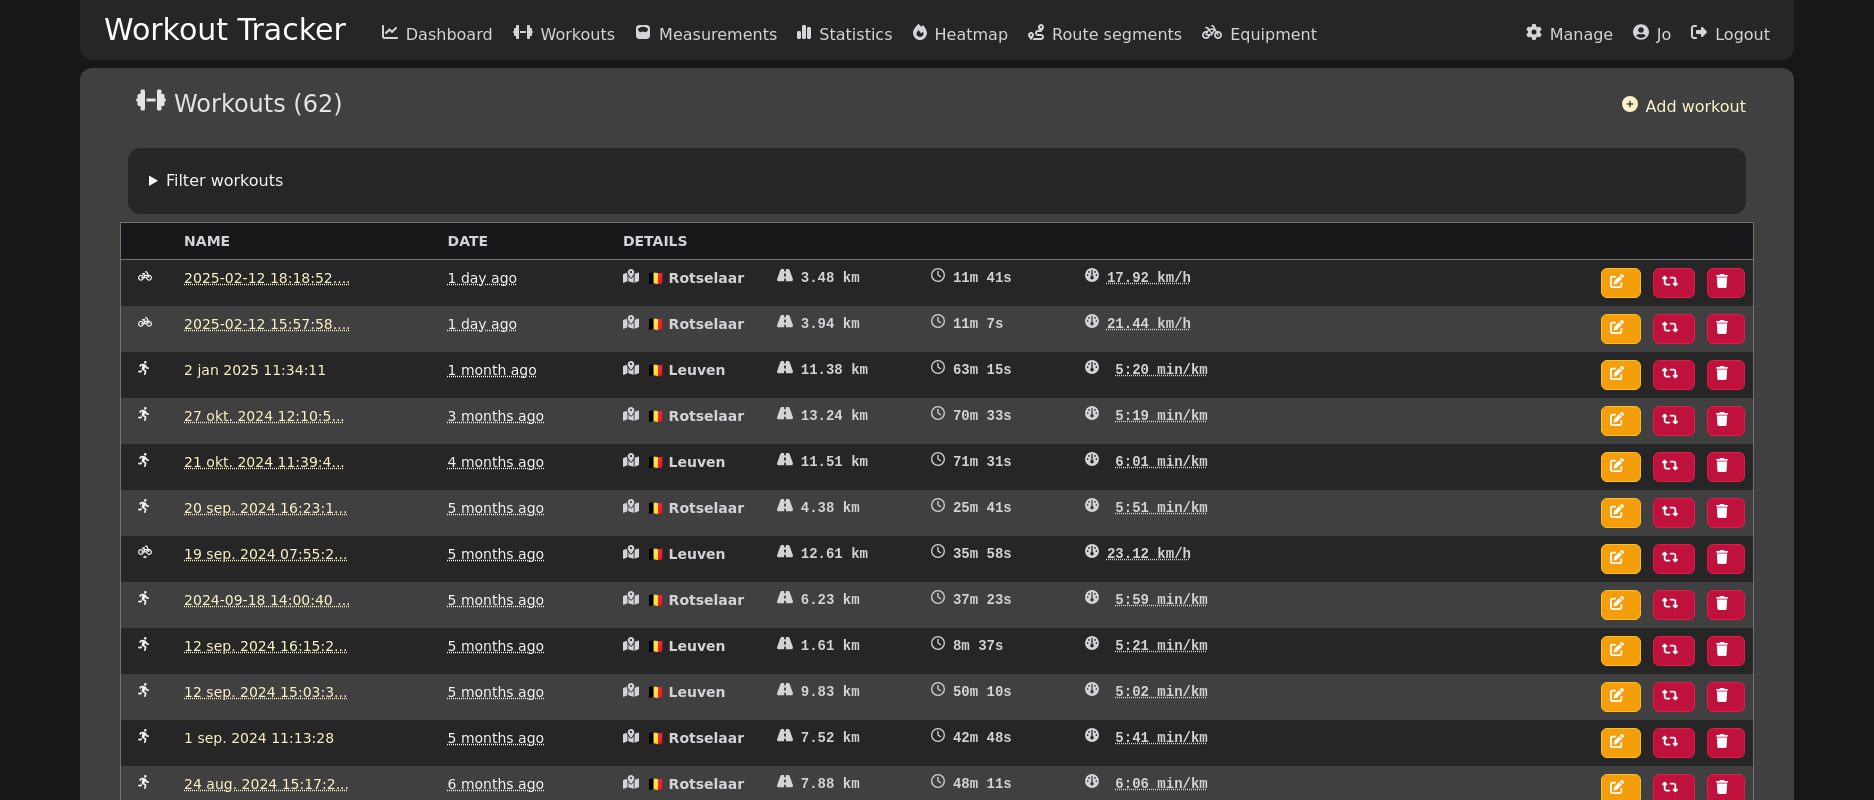 Workout Tracker Dashboard Workouts Measurements Statistics Heatmap Route segments Equipment Manage Jo Logout
Workouts (62) Add workout
Filter workouts
NAME DATE DETAILS
2025-02-12 18:18:52.... 1 day ago Rotselaar 3.48 km 11m 41s 17.92 km/h
2025-02-12 15:57:58.... 1 day ago Rotselaar 3.94 km 11m 7s 21.44 km/h
2 jan 2025 11:34:11 1 month ago Leuven 11.38 km 63m 15s 5:20 min/km
27 okt. 2024 12:10:5... 3 months ago Rotselaar 13.24 km 70m 33s 5:19 min/km
21 okt. 2024 11:39:4... 4 months ago Leuven 11.51 km 71m 31s 6:01 min/km
20 sep. 2024 16:23:1... 5 months ago Rotselaar 4.38 km 25m 41s 5:51 min/km
19 sep. 2024 07:55:2... 5 months ago Leuven 12.61 km 35m 58s 23.12 km/h
2024-09-18 14:00:40 ... 5 months ago Rotselaar 6.23 km 37m 23s 5:59 min/km
12 sep. 2024 16:15:2... 5 months ago Leuven 1.61 km 8m 37s 5:21 min/km
12 sep. 2024 15:03:3... 5 months ago Leuven 9.83 km 50m 10s 5:02 min/km
1 sep. 2024 11:13:28 5 months ago Rotselaar 7.52 km 42m 48s 5:41 min/km
24 aug. 2024 15:17:2... 6 months ago Rotselaar 7.88 km 48m 11s 6:06 min/km